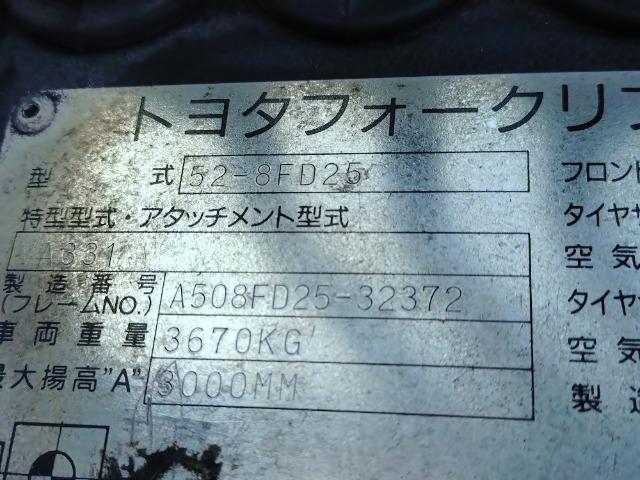 トヨタフォークリフ
型式 52-8FD25 フロン
特型型式・アタッチメント型式 タイヤサ
A331 空気
製造番号 タイヤ
(フレームNO.) A508FD25-32372
車両重量 3670KG 空気
最大揚高"A" 3000MM 製造